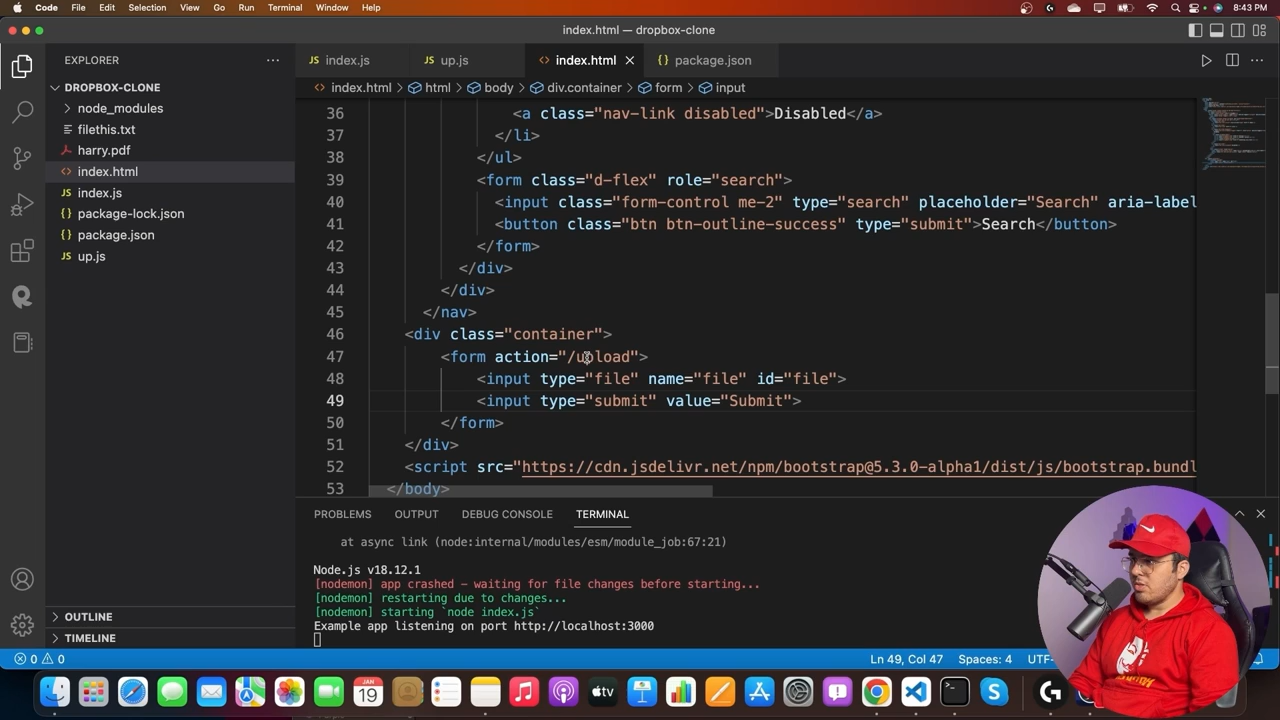 Code File Edit Selection View Go Run Terminal Window Help 8:43 PM
index.html — dropbox-clone
EXPLORER
DROPBOX-CLONE
node_modules
filethis.txt
harry.pdf
index.html
index.js
package-lock.json
package.json
JS up.js
OUTLINE
TIMELINE
JS index.js JS up.js <> index.html {} package.json
<> index.html > html > body > div.container > form > input
36 <a class="nav-link disabled">Disabled</a>
37 </li>
38 </ul>
39 <form class="d-flex" role="search">
40 <input class="form-control me-2" type="search" placeholder="Search" aria-label
41 <button class="btn btn-outline-success" type="submit">Search</button>
42 </form>
43 </div>
44 </div>
45 </nav>
46 <div class="container">
47 <form action="/upload">
48 <input type="file" name="file" id="file">
49 <input type="submit" value="Submit">
50 </form>
51 </div>
52 <script src="https://cdn.jsdelivr.net/npm/bootstrap@5.3.0-alpha1/dist/js/bootstrap.bundl
53 </body>
PROBLEMS OUTPUT DEBUG CONSOLE TERMINAL
at async link (node:internal/modules/esm/module_job:67:21)
Node.js v18.12.1
[nodemon] app crashed - waiting for file changes before starting...
[nodemon] restarting due to changes...
[nodemon] starting `node index.js`
Example app listening on port http://localhost:3000
0 0 Ln 49, Col 47 Spaces: 4 UTF-
JAN
19
tv